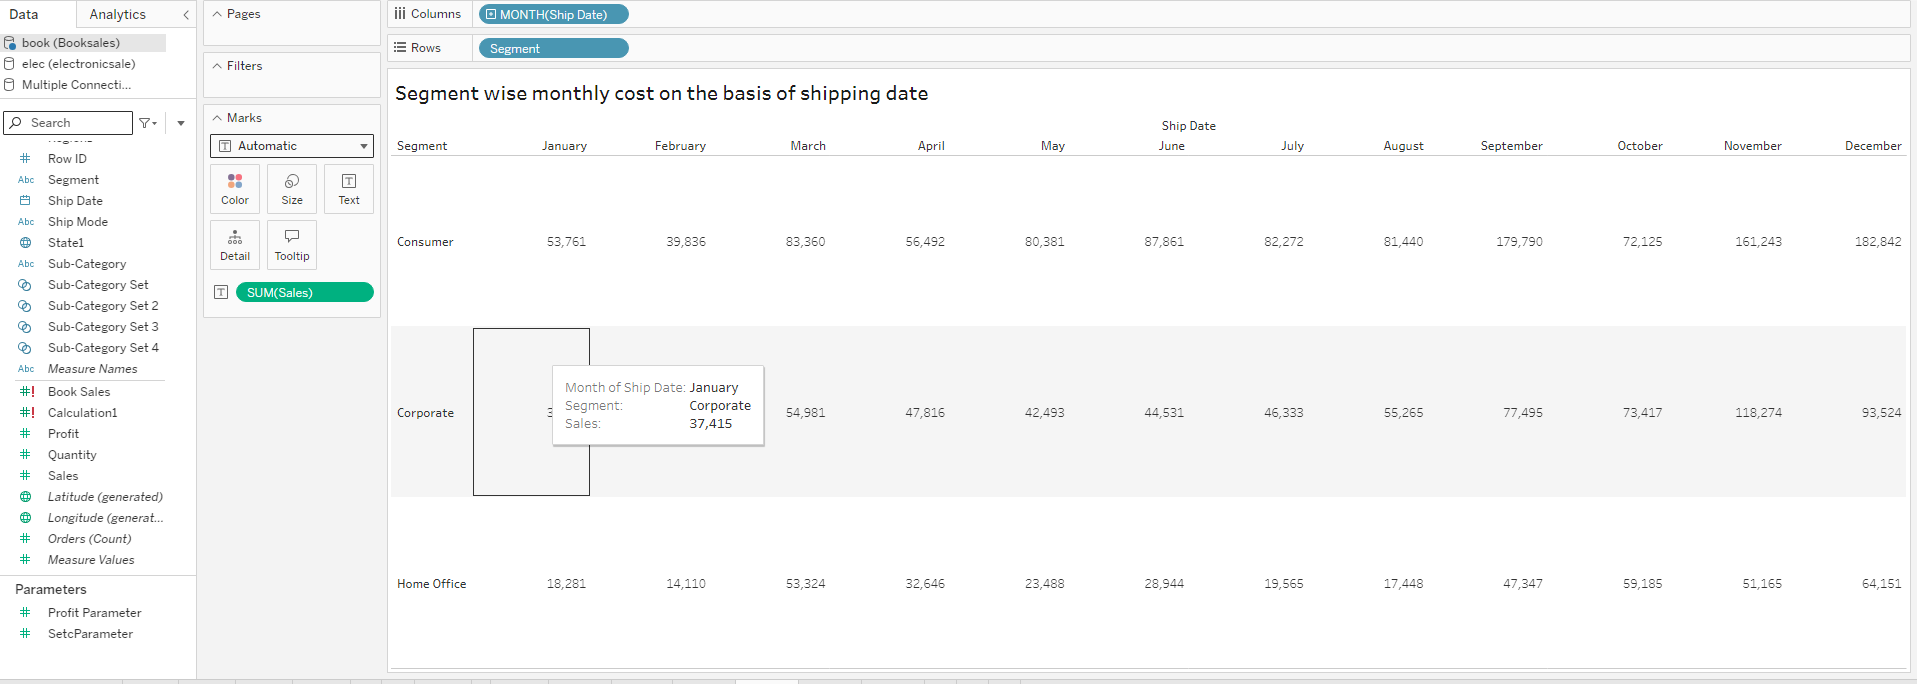 Data
Analytics
book (Booksales)
elec (electronicsale)
Multiple Connecti...
Search
Row ID
Abc Segment
Ship Date
Abc Ship Mode
State1
Abc Sub-Category
Sub-Category Set
Sub-Category Set 2
Sub-Category Set 3
Sub-Category Set 4
Abc Measure Names
Book Sales
Calculation1
Profit
Quantity
Sales
Latitude (generated)
Longitude (generat...
Orders (Count)
Measure Values
Parameters
Profit Parameter
SetcParameter
Pages
Filters
Marks
Automatic
Color Size Text
Detail Tooltip
SUM(Sales)
Columns MONTH(Ship Date)
Rows Segment
Segment wise monthly cost on the basis of shipping date
Ship Date
Segment January February March April May June July August September October November December
Consumer 53,761 39,836 83,360 56,492 80,381 87,861 82,272 81,440 179,790 72,125 161,243 182,842
Corporate 54,981 47,816 42,493 44,531 46,333 55,265 77,495 73,417 118,274 93,524
Month of Ship Date: January
Segment: Corporate
Sales: 37,415
Home Office 18,281 14,110 53,324 32,646 23,488 28,944 19,565 17,448 47,347 59,185 51,165 64,151